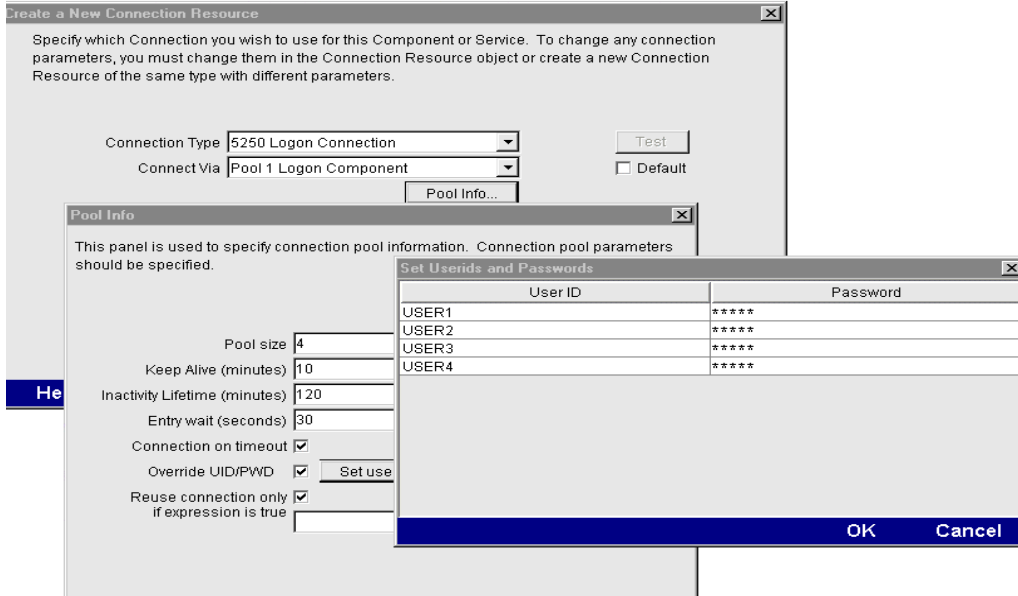 Create a New Connection Resource
Specify which Connection you wish to use for this Component or Service. To change any connection
parameters, you must change them in the Connection Resource object or create a new Connection
Resource of the same type with different parameters.
Connection Type 5250 Logon Connection
Test
Connect Via Pool 1 Logon Component
Default
Pool Info...
Pool Info
This panel is used to specify connection pool information. Connection pool parameters
should be specified.
Pool size 4
Keep Alive (minutes) 10
Inactivity Lifetime (minutes) 120
Entry wait (seconds) 30
Connection on timeout
Override UID/PWD Set use
Reuse connection only
if expression is true
He
Set Userids and Passwords
User ID Password
USER1 *****
USER2 *****
USER3 *****
USER4 *****
OK Cancel